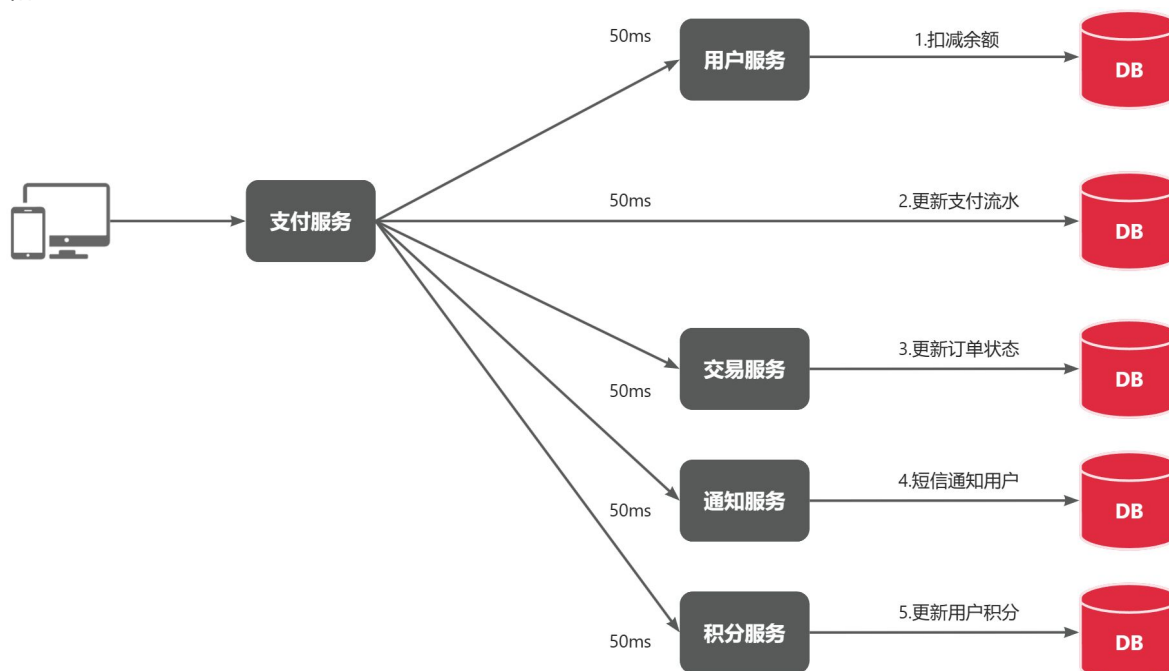 50ms
用户服务
1.扣减余额
DB
支付服务
50ms
2.更新支付流水
DB
交易服务
3.更新订单状态
DB
50ms
通知服务
4.短信通知用户
DB
50ms
积分服务
5.更新用户积分
DB
50ms